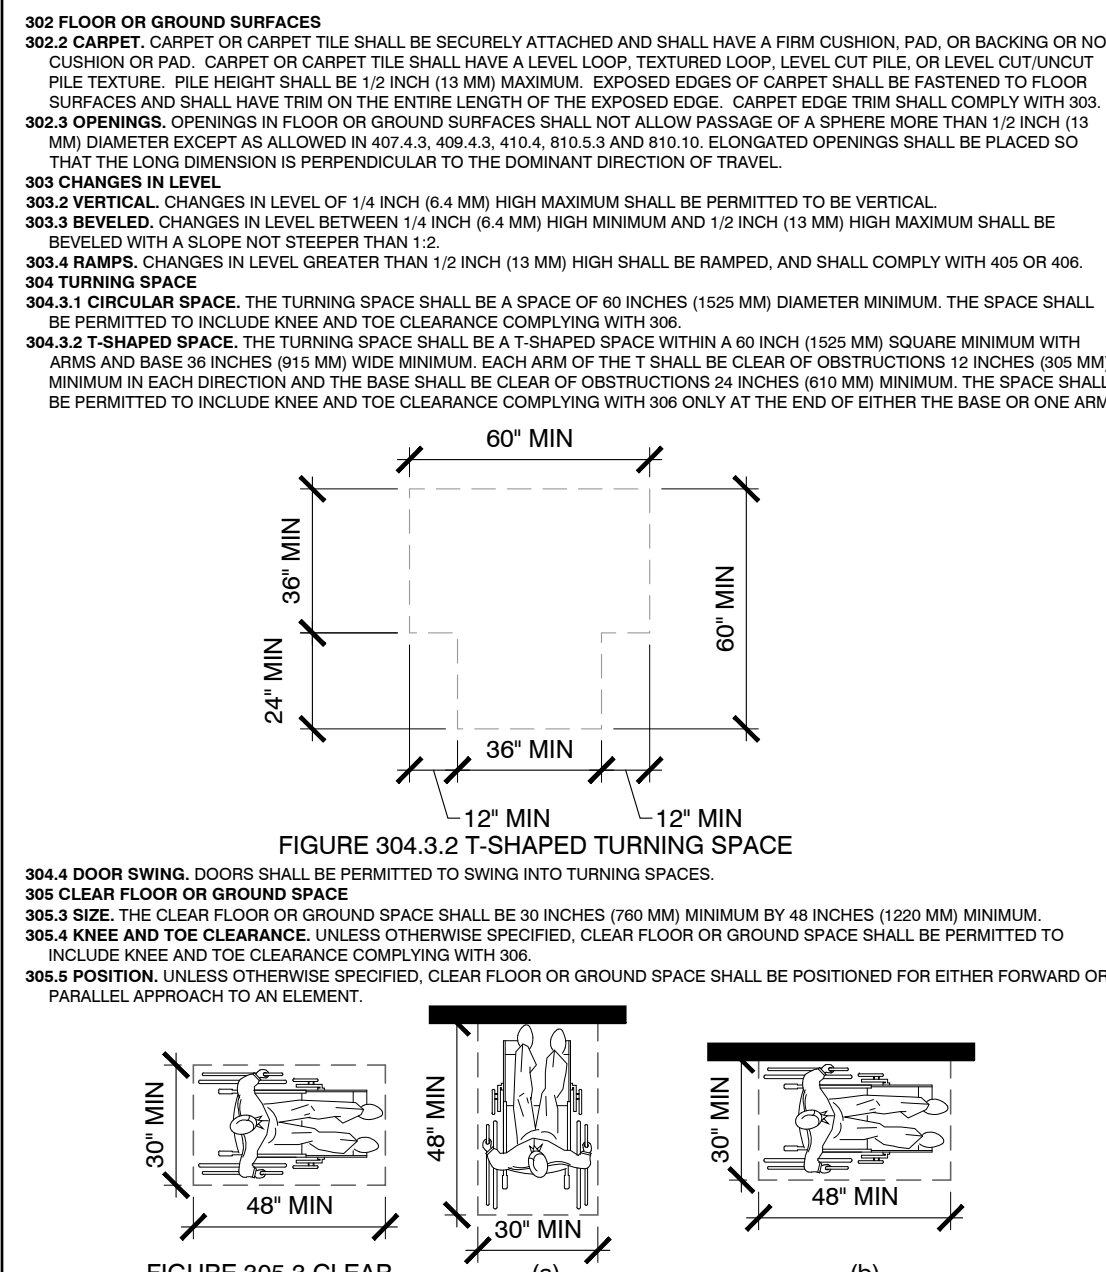 302 FLOOR OR GROUND SURFACES
302.2 CARPET. CARPET OR CARPET TILE SHALL BE SECURELY ATTACHED AND SHALL HAVE A FIRM CUSHION, PAD, OR BACKING OR NO
CUSHION OR PAD. CARPET OR CARPET TILE SHALL HAVE A LEVEL LOOP, TEXTURED LOOP, LEVEL CUT PILE, OR LEVEL CUT/UNCUT
PILE TEXTURE. PILE HEIGHT SHALL BE 1/2 INCH (13 MM) MAXIMUM. EXPOSED EDGES OF CARPET SHALL BE FASTENED TO FLOOR
SURFACES AND SHALL HAVE TRIM ON THE ENTIRE LENGTH OF THE EXPOSED EDGE. CARPET EDGE TRIM SHALL COMPLY WITH 303.
302.3 OPENINGS. OPENINGS IN FLOOR OR GROUND SURFACES SHALL NOT ALLOW PASSAGE OF A SPHERE MORE THAN 1/2 INCH (13
MM) DIAMETER EXCEPT AS ALLOWED IN 407.4.3, 409.4.3, 410.4, 810.5.3 AND 810.10. ELONGATED OPENINGS SHALL BE PLACED SO
THAT THE LONG DIMENSION IS PERPENDICULAR TO THE DOMINANT DIRECTION OF TRAVEL.
303 CHANGES IN LEVEL
303.2 VERTICAL. CHANGES IN LEVEL OF 1/4 INCH (6.4 MM) HIGH MAXIMUM SHALL BE PERMITTED TO BE VERTICAL.
303.3 BEVELED. CHANGES IN LEVEL BETWEEN 1/4 INCH (6.4 MM) HIGH MINIMUM AND 1/2 INCH (13 MM) HIGH MAXIMUM SHALL BE
BEVELED WITH A SLOPE NOT STEEPER THAN 1:2.
303.4 RAMPS. CHANGES IN LEVEL GREATER THAN 1/2 INCH (13 MM) HIGH SHALL BE RAMPED, AND SHALL COMPLY WITH 405 OR 406.
304 TURNING SPACE
304.3.1 CIRCULAR SPACE. THE TURNING SPACE SHALL BE A SPACE OF 60 INCHES (1525 MM) DIAMETER MINIMUM. THE SPACE SHALL
BE PERMITTED TO INCLUDE KNEE AND TOE CLEARANCE COMPLYING WITH 306.
304.3.2 T-SHAPED SPACE. THE TURNING SPACE SHALL BE A T-SHAPED SPACE WITHIN A 60 INCH (1525 MM) SQUARE MINIMUM WITH
ARMS AND BASE 36 INCHES (915 MM) WIDE MINIMUM. EACH ARM OF THE T SHALL BE CLEAR OF OBSTRUCTIONS 12 INCHES (305 MM)
MINIMUM IN EACH DIRECTION AND THE BASE SHALL BE CLEAR OF OBSTRUCTIONS 24 INCHES (610 MM) MINIMUM. THE SPACE SHALL
BE PERMITTED TO INCLUDE KNEE AND TOE CLEARANCE COMPLYING WITH 306 ONLY AT THE END OF EITHER THE BASE OR ONE ARM
60" MIN
36" MIN
60" MIN
24" MIN
36" MIN
12" MIN
12" MIN
FIGURE 304.3.2 T-SHAPED TURNING SPACE
304.4 DOOR SWING. DOORS SHALL BE PERMITTED TO SWING INTO TURNING SPACES.
305 CLEAR FLOOR OR GROUND SPACE
305.3 SIZE. THE CLEAR FLOOR OR GROUND SPACE SHALL BE 30 INCHES (760 MM) MINIMUM BY 48 INCHES (1220 MM) MINIMUM.
305.4 KNEE AND TOE CLEARANCE. UNLESS OTHERWISE SPECIFIED, CLEAR FLOOR OR GROUND SPACE SHALL BE PERMITTED TO
INCLUDE KNEE AND TOE CLEARANCE COMPLYING WITH 306.
305.5 POSITION. UNLESS OTHERWISE SPECIFIED, CLEAR FLOOR OR GROUND SPACE SHALL BE POSITIONED FOR EITHER FORWARD OR
PARALLEL APPROACH TO AN ELEMENT.
30" MIN
48" MIN
48" MIN
30" MIN
30" MIN
48" MIN
FIGURE 305.3 CLEAR
(a)
(b)